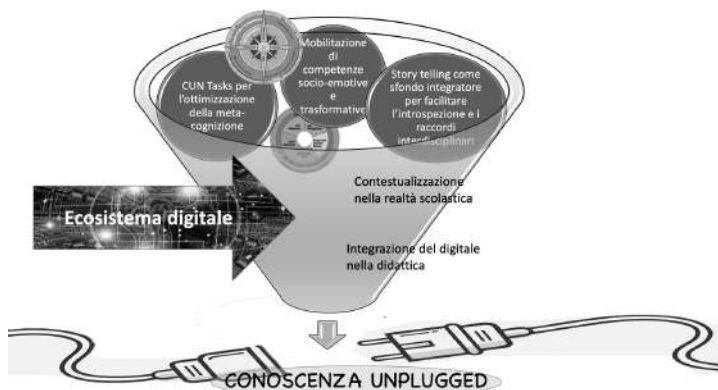 Mobilitazione
di
competenze
socio-emotive
e
trasformative
CUN Tasks per
l'ottimizzazione
della meta-
cognizione
Story telling come
sfondo integratore
per facilitare
l'introspezione e i
raccordi
interdisciplinari
Contestualizzazione
nella realtà scolastica
Ecosistema digitale
Integrazione del digitale
nella didattica
CONOSCENZA UNPLUGGED